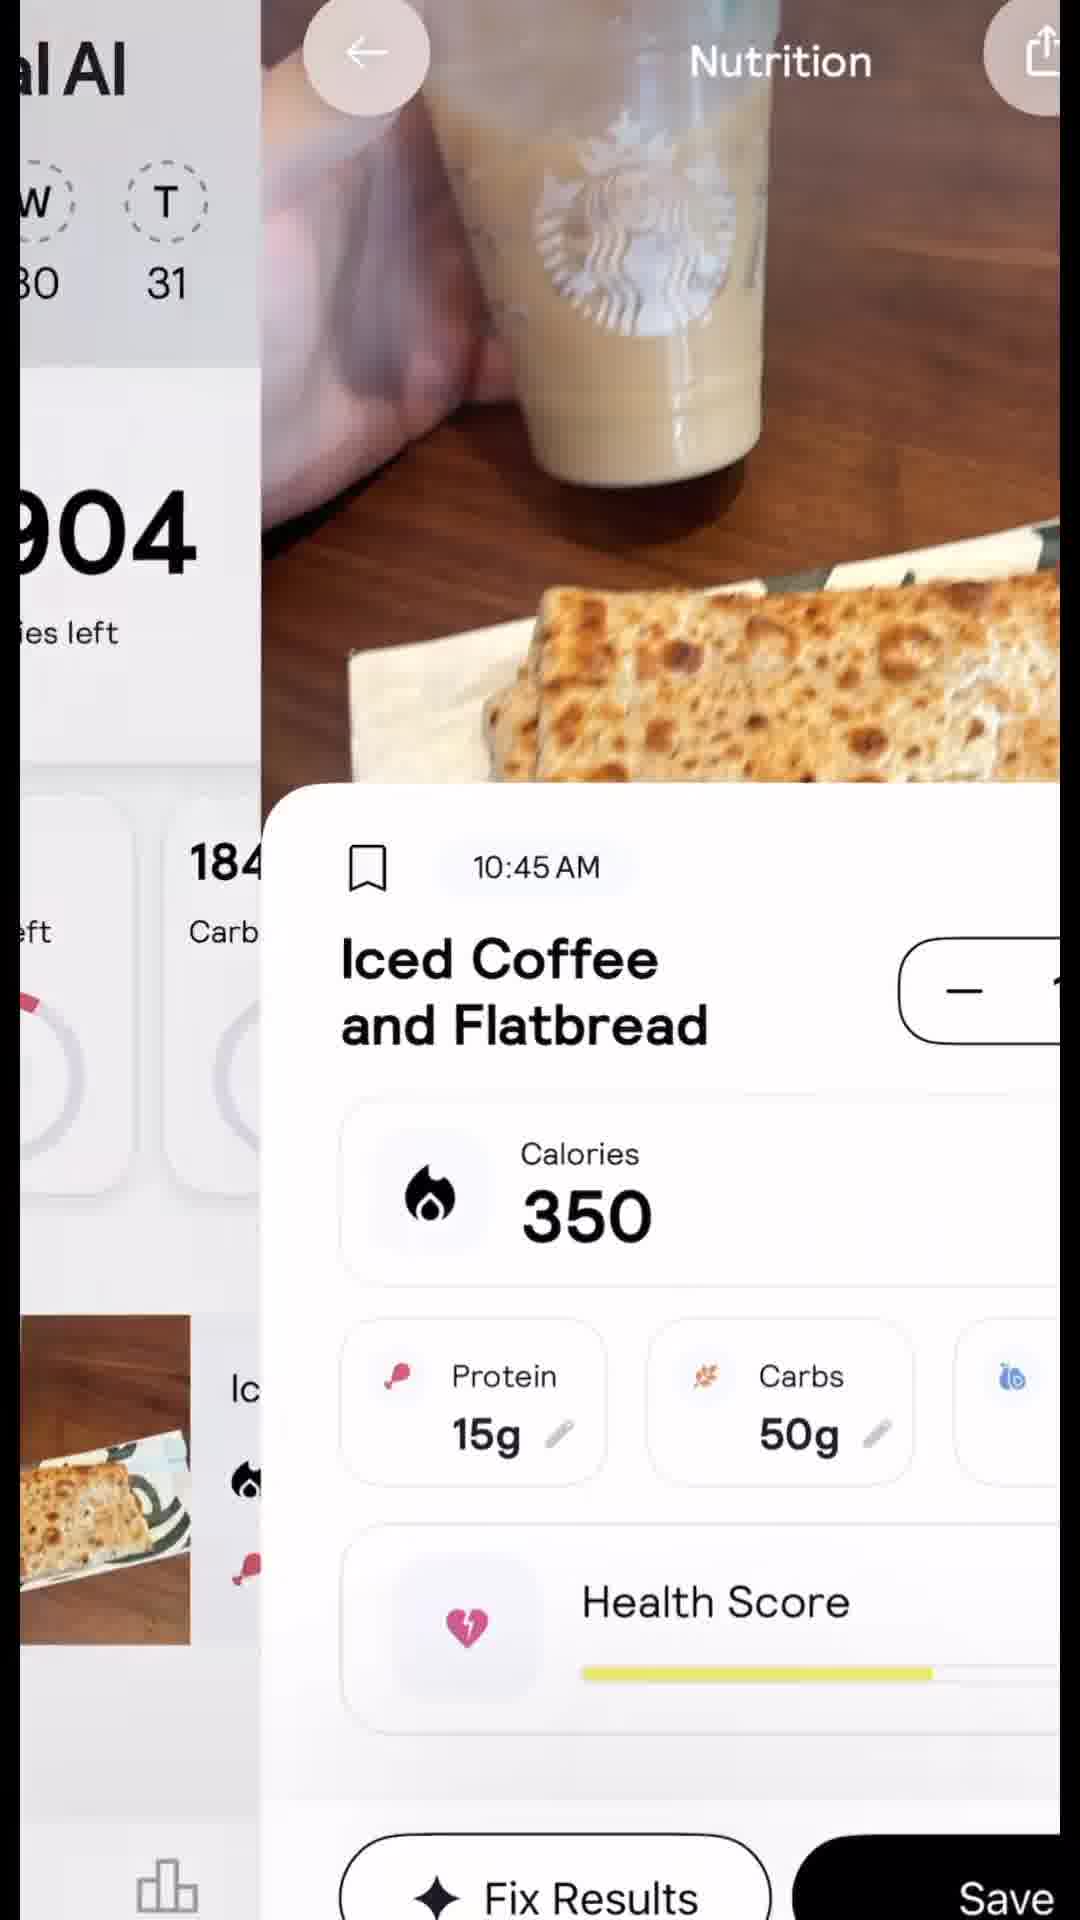 al AI
W
T
30
31
904
ies left
184
eft
Carb
Ic
Nutrition
10:45 AM
Iced Coffee
and Flatbread
Calories
350
Protein
15g
Carbs
50g
Health Score
Fix Results
Save